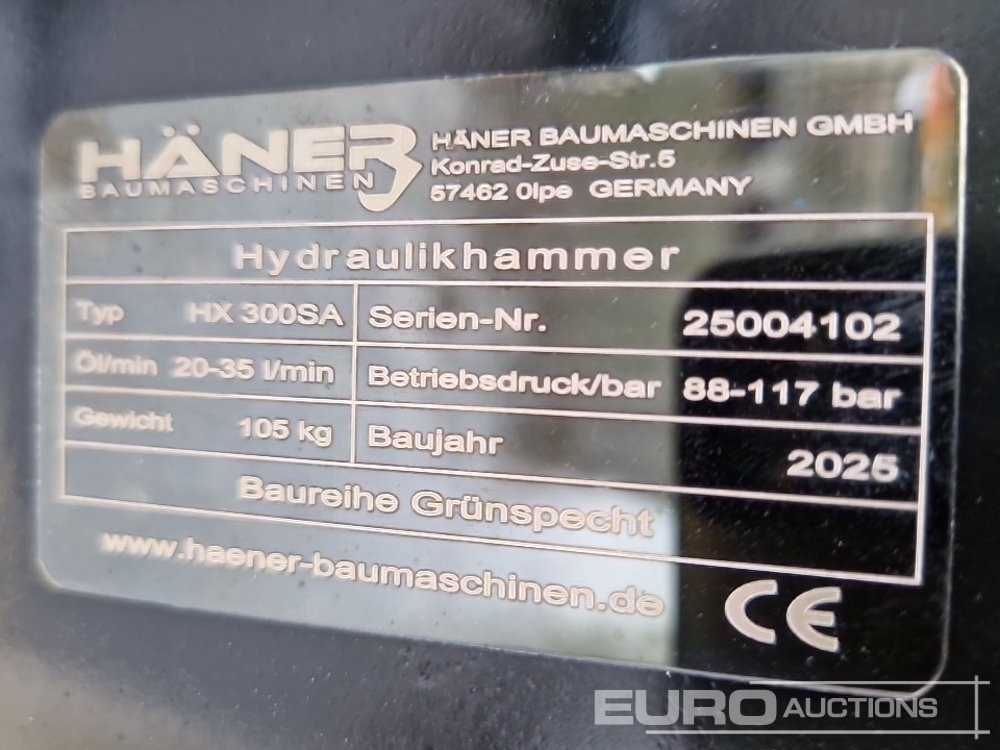 HÄNER
BAUMASCHINEN
HÄNER BAUMASCHINEN GMBH
Konrad-Zuse-Str.5
57462 Olpe GERMANY
Hydraulikhammer
Typ HX 300SA Serien-Nr. 25004102
Öl/min 20-35 l/min Betriebsdruck/bar 88-117 bar
Gewicht 105 kg Baujahr 2025
Baureihe Grünspecht
www.haener-baumaschinen.de
CE
EURO AUCTIONS